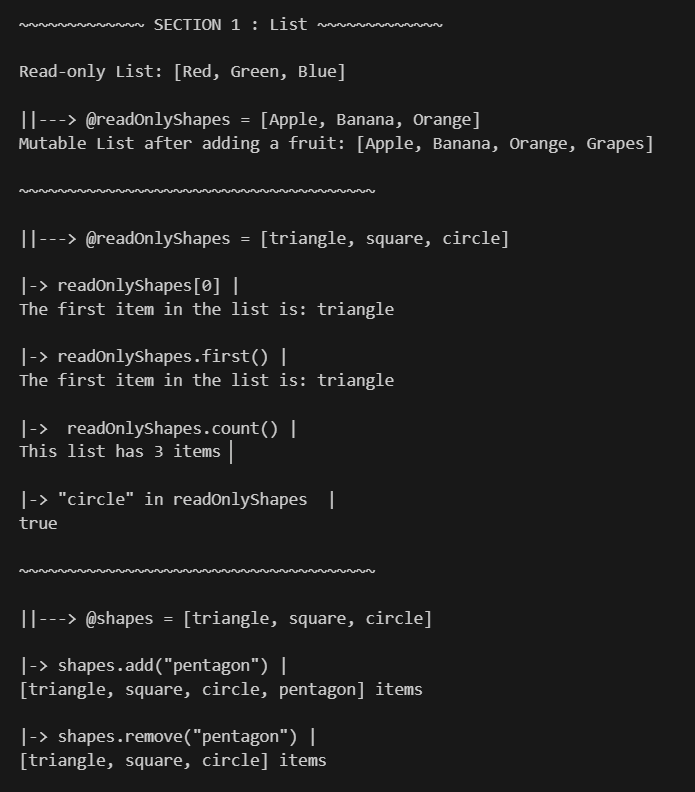 ~~~~~~~~~~~~~ SECTION 1 : List ~~~~~~~~~~~~~
Read-only List: [Red, Green, Blue]
||---> @readOnlyShapes = [Apple, Banana, Orange]
Mutable List after adding a fruit: [Apple, Banana, Orange, Grapes]
~~~~~~~~~~~~~~~~~~~~~~~~~~~~~~~~~~~~~
||---> @readOnlyShapes = [triangle, square, circle]
|-> readOnlyShapes[0] |
The first item in the list is: triangle
|-> readOnlyShapes.first() |
The first item in the list is: triangle
|->  readOnlyShapes.count() |
This list has 3 items
|-> "circle" in readOnlyShapes  |
true
~~~~~~~~~~~~~~~~~~~~~~~~~~~~~~~~~~~~~
||---> @shapes = [triangle, square, circle]
|-> shapes.add("pentagon") |
[triangle, square, circle, pentagon] items
|-> shapes.remove("pentagon") |
[triangle, square, circle] items